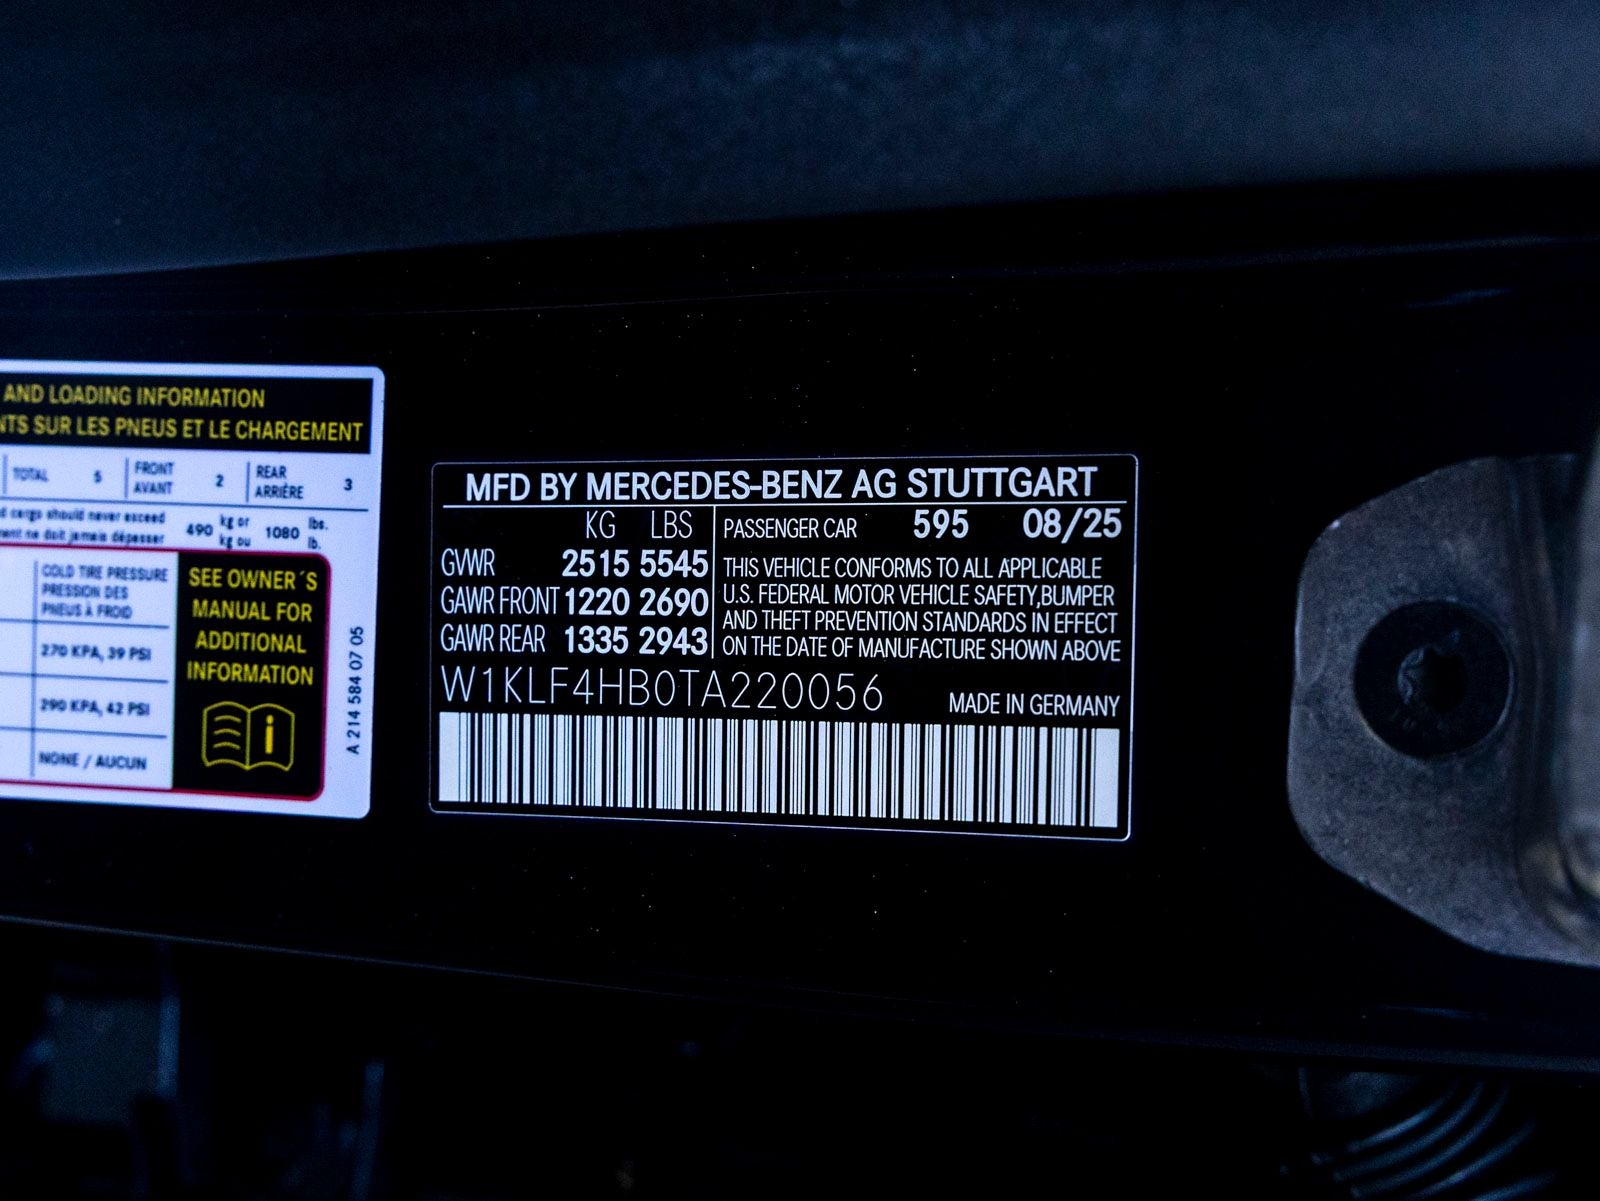 AND LOADING INFORMATION
NTS SUR LES PNEUS ET LE CHARGEMENT
TOTAL 5 FRONT AVANT 2 REAR ARRIÈRE 3
cargo should never exceed 490 kg or 1080 lbs.
ne doit jamais dépasser kg ou lb.
COLD TIRE PRESSURE
PRESSION DES
PNEUS À FROID
270 KPA, 39 PSI
290 KPA, 42 PSI
NONE / AUCUN
SEE OWNER´S
MANUAL FOR
ADDITIONAL
INFORMATION
i
A 214 584 07 05
MFD BY MERCEDES-BENZ AG STUTTGART
KG LBS
GVWR 2515 5545
GAWR FRONT 1220 2690
GAWR REAR 1335 2943
PASSENGER CAR 595 08/25
THIS VEHICLE CONFORMS TO ALL APPLICABLE
U.S. FEDERAL MOTOR VEHICLE SAFETY,BUMPER
AND THEFT PREVENTION STANDARDS IN EFFECT
ON THE DATE OF MANUFACTURE SHOWN ABOVE
W1KLF4HB0TA220056
MADE IN GERMANY